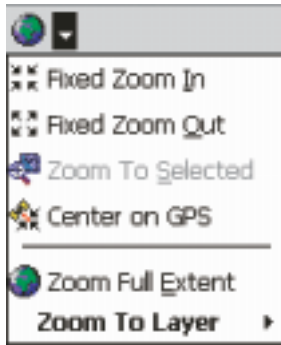 Fixed Zoom In
Fixed Zoom Out
Zoom To Selected
Center on GPS
Zoom Full Extent
Zoom To Layer